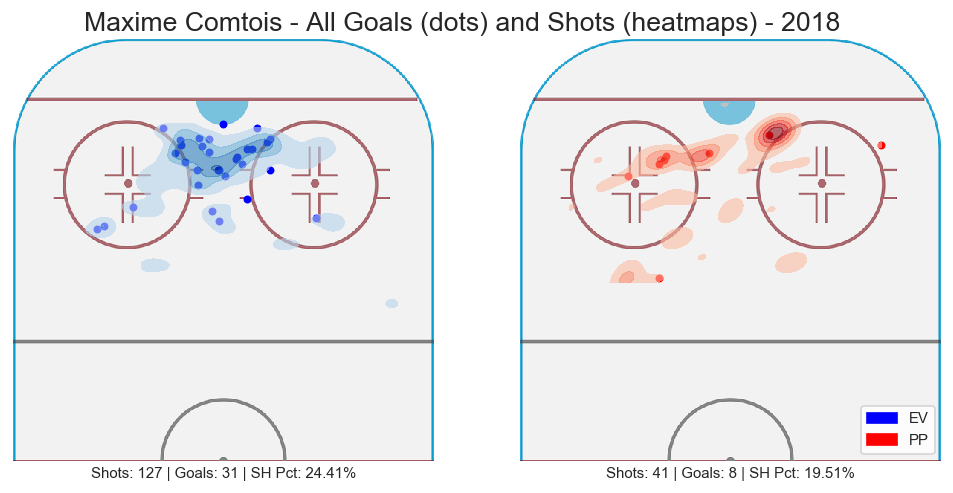 Maxime Comtois - All Goals (dots) and Shots (heatmaps) - 2018
EV
PP
Shots: 127 | Goals: 31 | SH Pct: 24.41%
Shots: 41 | Goals: 8 | SH Pct: 19.51%